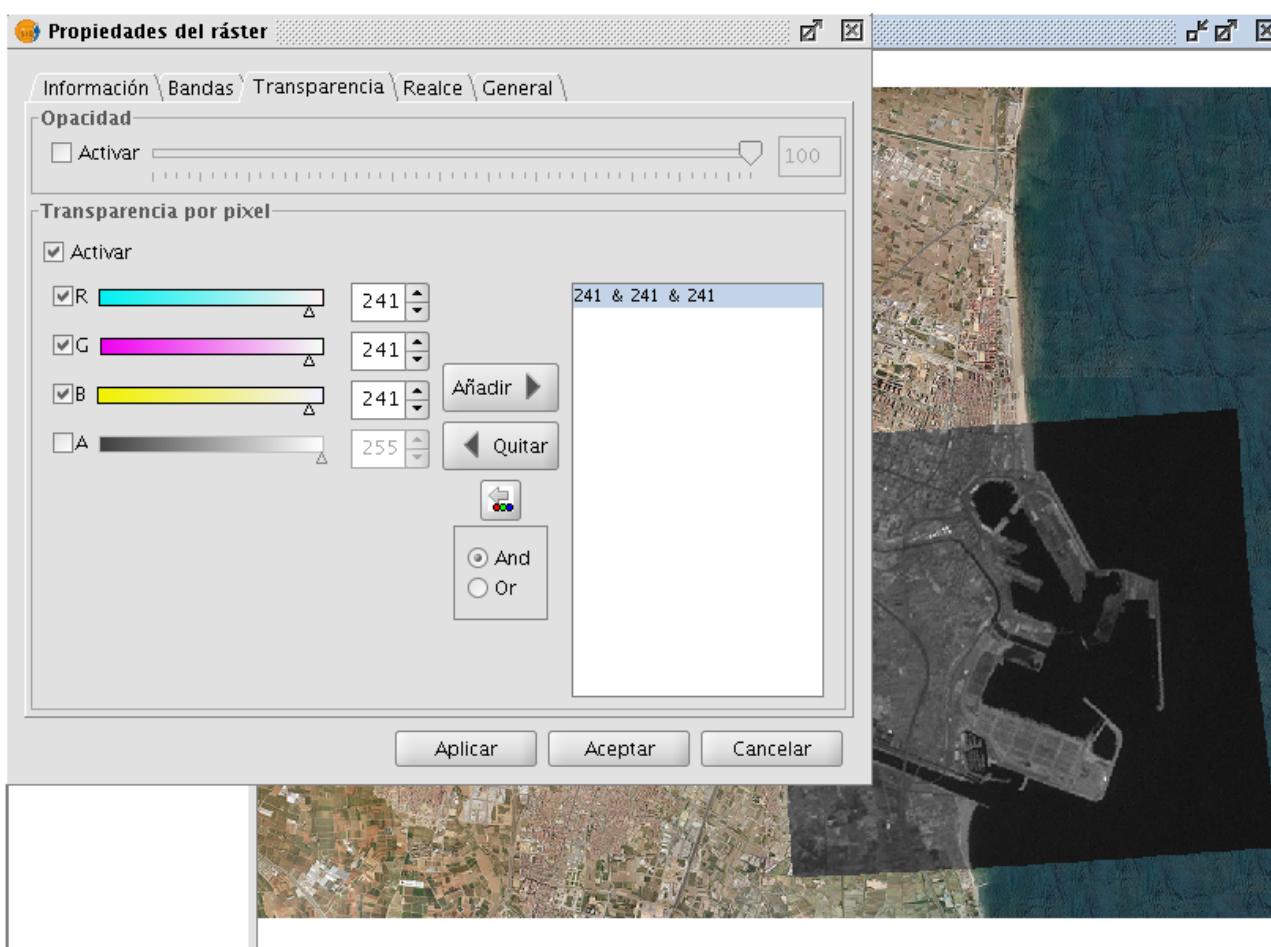 Propiedades del ráster
Información Bandas Transparencia Realce General
Opacidad
Activar 100
Transparencia por pixel
Activar
R 241 241 & 241 & 241
G 241
B 241
Añadir
A 255
Quitar
And
Or
Aplicar Aceptar Cancelar